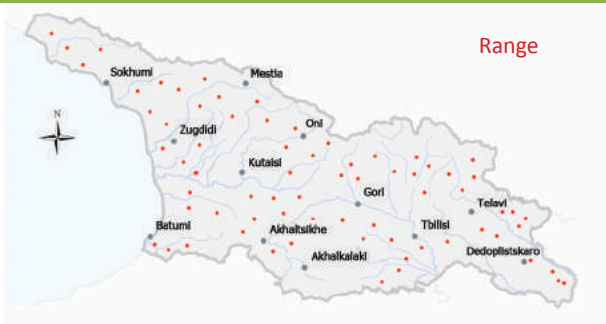 Range
Sokhumi
Mestia
N
Zugdidi
Oni
Kutaisi
Gori
Telavi
Batumi
Akhaltsikhe
Tbilisi
Dedoplistskaro
Akhalkalaki